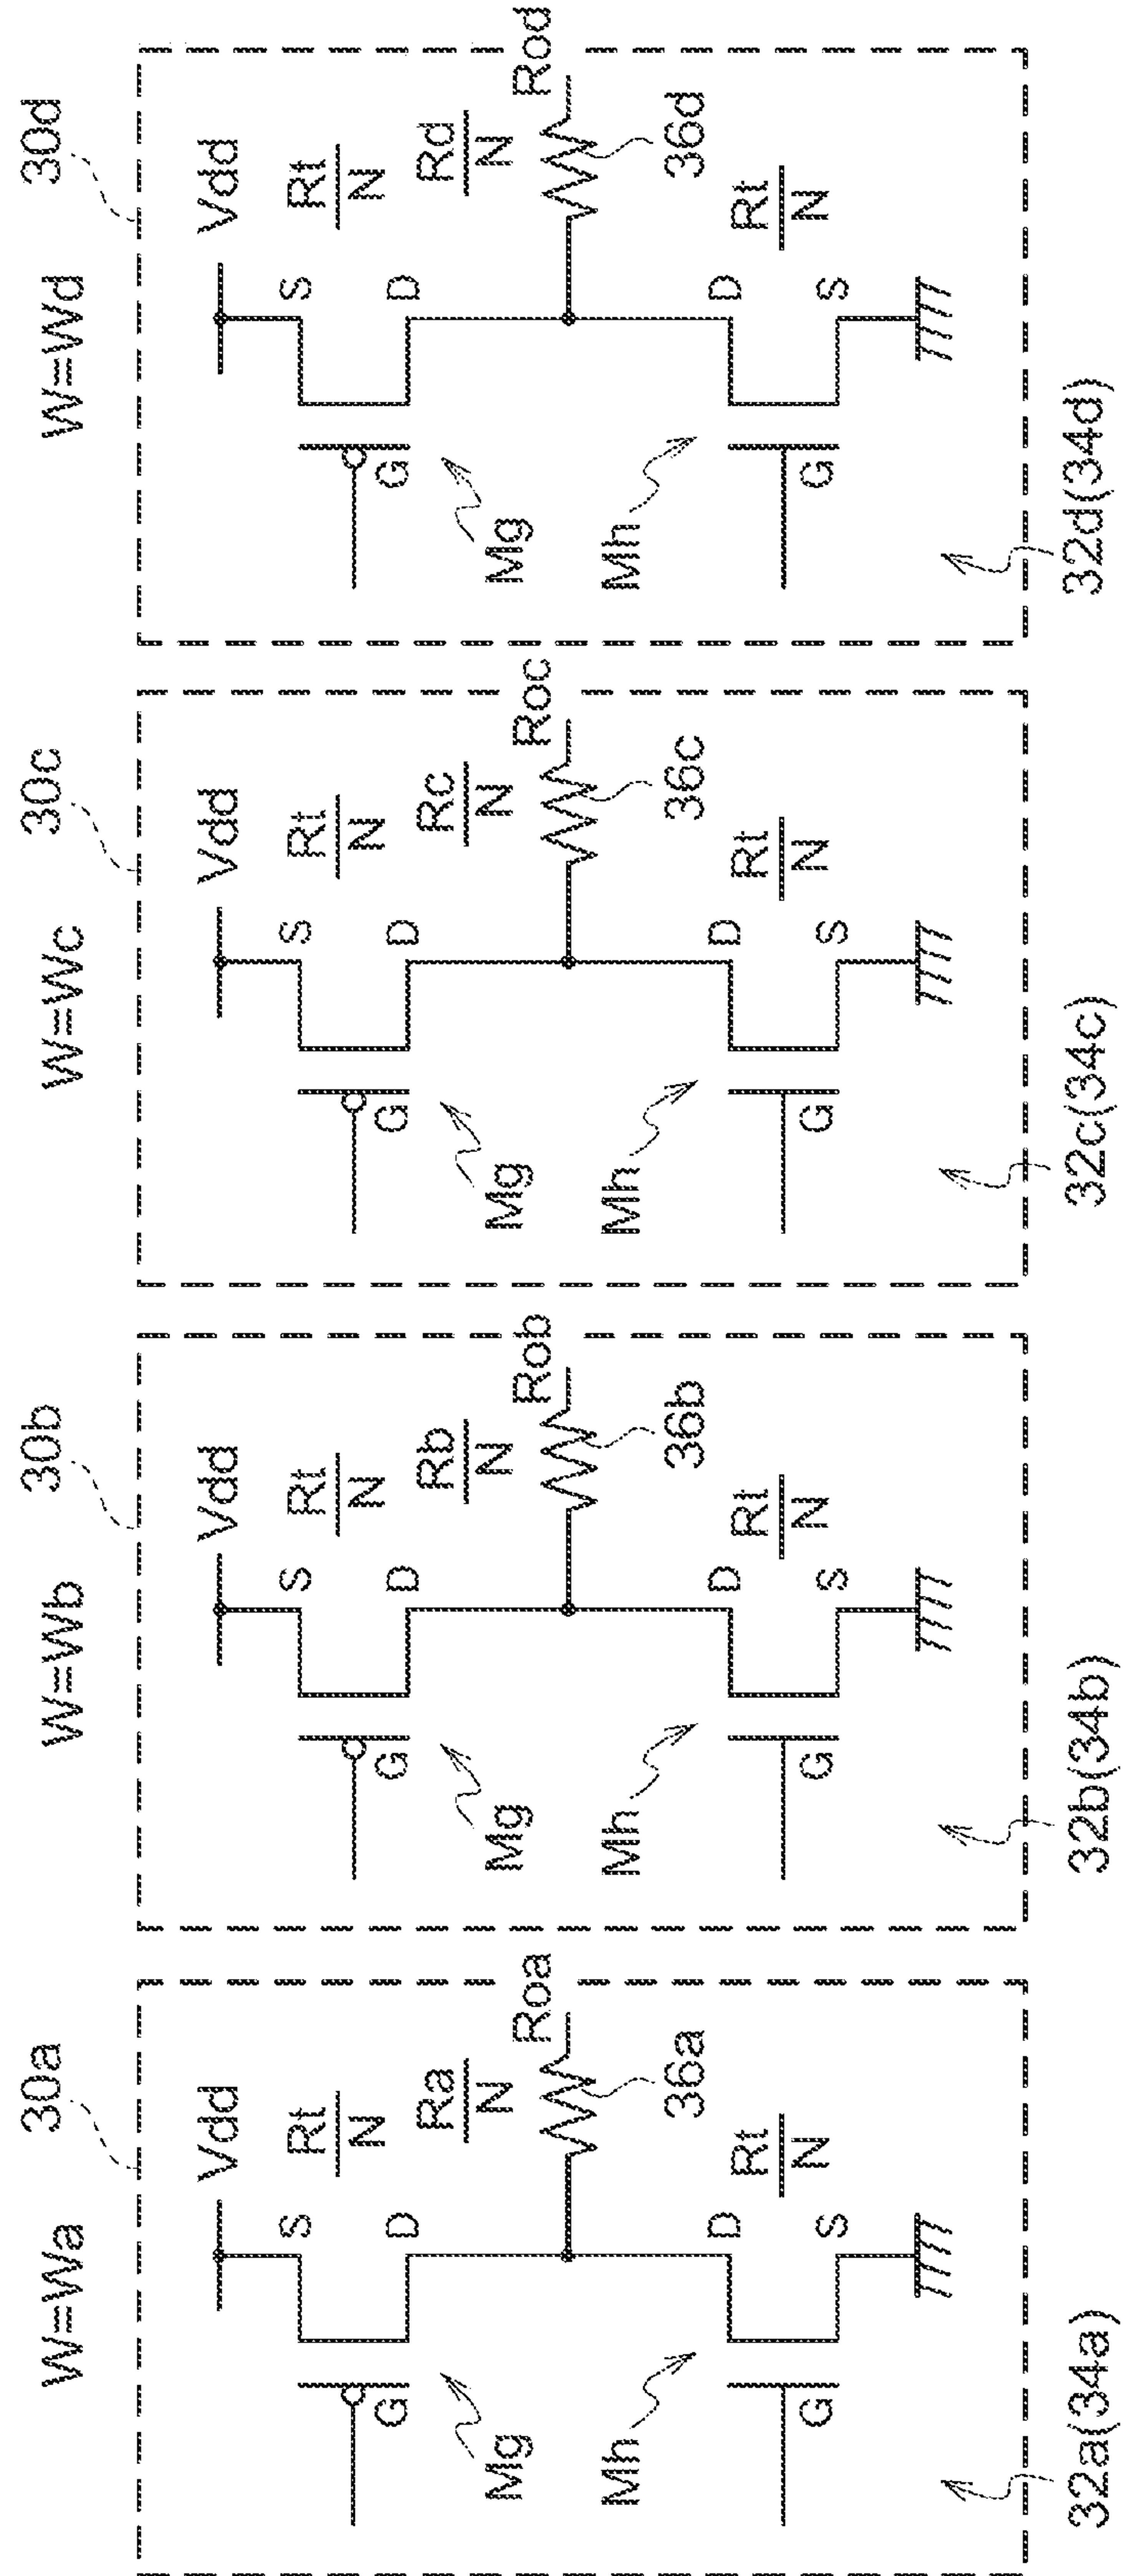 30a
W=Wa
Vdd
S
Rt
N
D
G
Ra
N
Roa
Mg
36a
Mh
D
Rt
N
S
G
32a(34a)
30b
W=Wb
Vdd
S
Rt
N
D
G
Rb
N
Rob
Mg
36b
Mh
D
Rt
N
S
G
32b(34b)
30c
W=Wc
Vdd
S
Rt
N
D
G
Rc
N
Roc
Mg
36c
Mh
D
Rt
N
S
G
32c(34c)
30d
W=Wd
Vdd
S
Rt
N
D
G
Rd
N
Rod
Mg
36d
Mh
D
Rt
N
S
G
32d(34d)